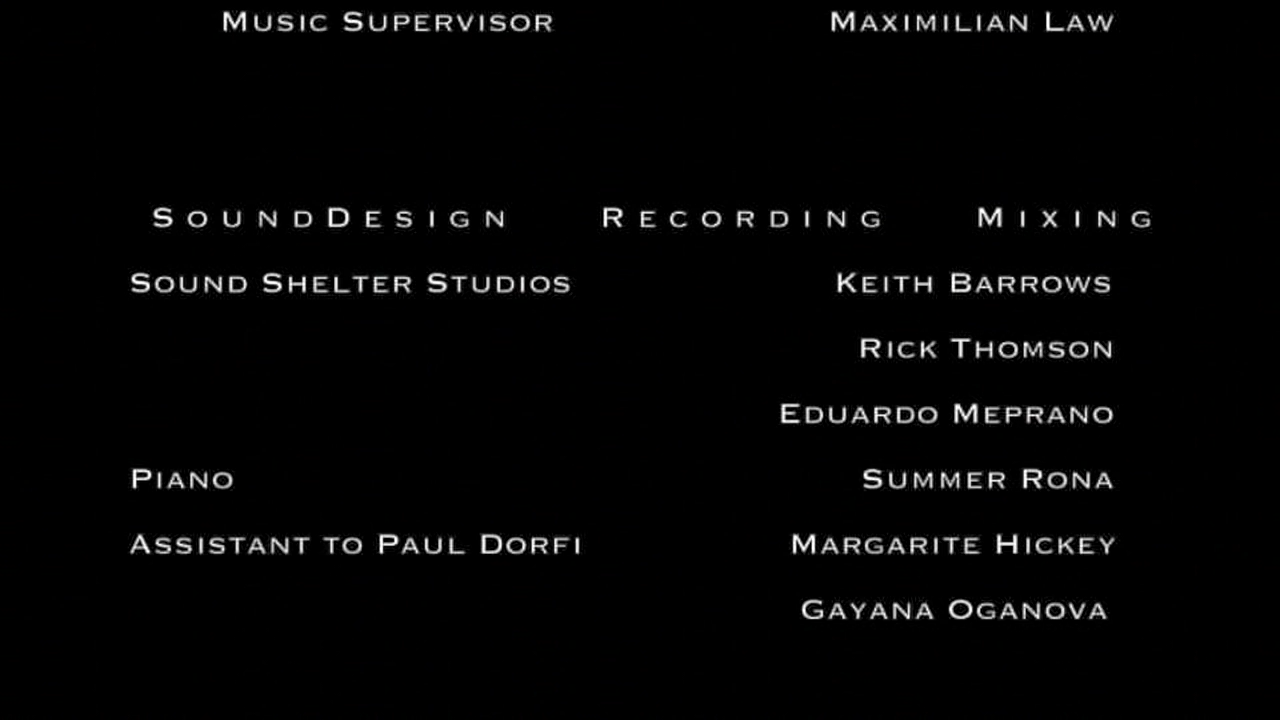 Music Supervisor Maximilian Law
SoundDesign Recording Mixing
Sound Shelter Studios Keith Barrows
Rick Thomson
Eduardo Meprano
Piano Summer Rona
Assistant to Paul Dorfi Margarite Hickey
Gayana Oganova